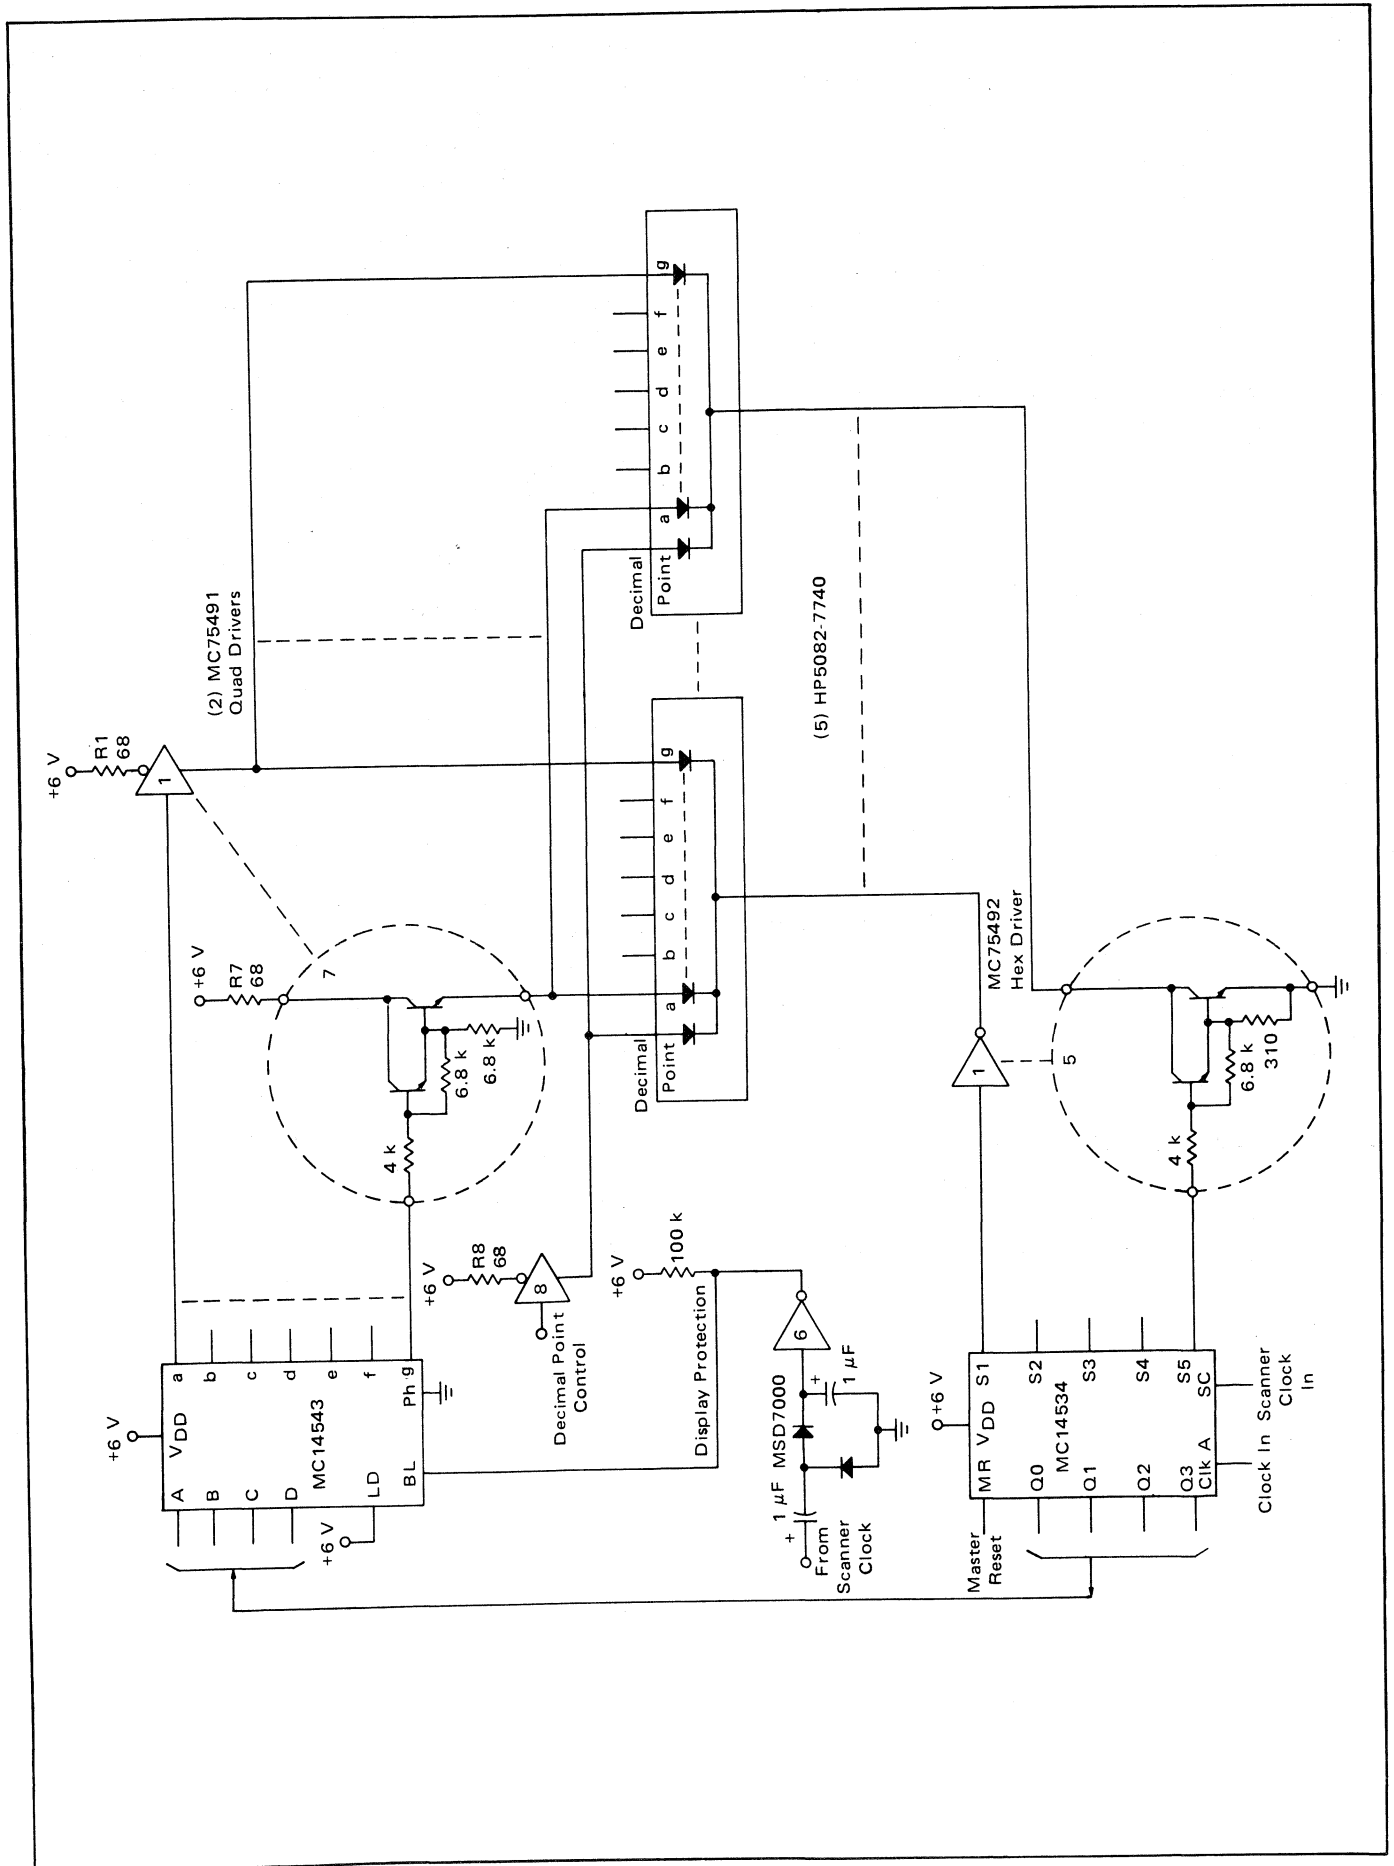 +6 V
R1
68
1
(2) MC75491
Quad Drivers
+6 V
R7
68
7
4 k
6.8 k
6.8 k
+6 V
VDD
A
B
C
D
LD
BL
MC14543
a
b
c
d
e
f
g
Ph
+6 V
+6 V
R8
68
8
Decimal Point
Control
Decimal
Point
a
b
c
d
e
f
g
Decimal
Point
a
b
c
d
e
f
g
(5) HP5082-7740
+6 V
100 k
Display Protection
6
1 µF
MSD7000
+
1 µF
+
From
Scanner
Clock
+6 V
MR
VDD
S1
Master
Reset
Q0
Q1
Q2
Q3
MC14534
S2
S3
S4
S5
Clk A
SC
Clock In
Scanner
Clock
In
1
MC75492
Hex Driver
5
4 k
6.8 k
310